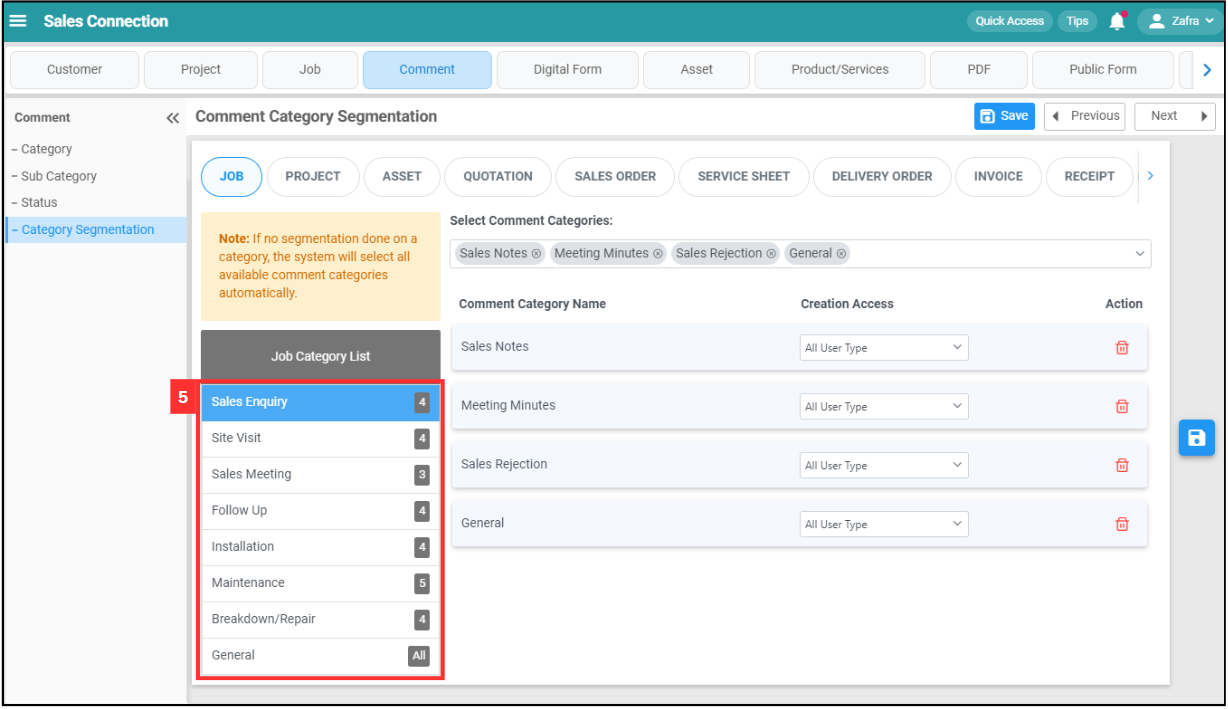 Sales Connection
Quick Access
Tips
Zafra
Customer
Project
Job
Comment
Digital Form
Asset
Product/Services
PDF
Public Form
Comment
Comment Category Segmentation
Save
Previous
Next
– Category
– Sub Category
– Status
– Category Segmentation
JOB
PROJECT
ASSET
QUOTATION
SALES ORDER
SERVICE SHEET
DELIVERY ORDER
INVOICE
RECEIPT
Note: If no segmentation done on a
category, the system will select all
available comment categories
automatically.
Job Category List
5
Sales Enquiry 4
Site Visit 4
Sales Meeting 3
Follow Up 4
Installation 4
Maintenance 5
Breakdown/Repair 4
General All
Select Comment Categories:
Sales Notes Meeting Minutes Sales Rejection General
Comment Category Name Creation Access Action
Sales Notes All User Type
Meeting Minutes All User Type
Sales Rejection All User Type
General All User Type